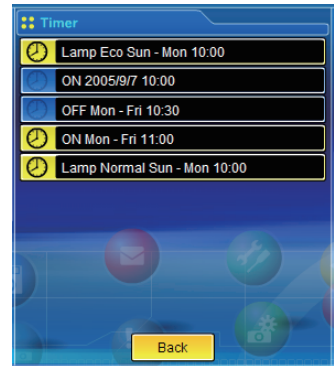 Timer
Lamp Eco Sun - Mon 10:00
ON 2005/9/7 10:00
OFF Mon - Fri 10:30
ON Mon - Fri 11:00
Lamp Normal Sun - Mon 10:00
Back